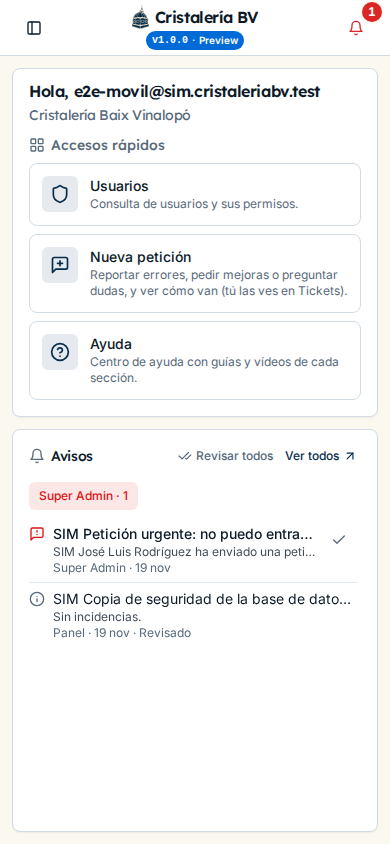 Cristalería BV
v1.0.0 · Preview
1
Hola, e2e-movil@sim.cristaleriabv.test
Cristalería Baix Vinalopó
Accesos rápidos
Usuarios
Consulta de usuarios y sus permisos.
Nueva petición
Reportar errores, pedir mejoras o preguntar
dudas, y ver cómo van (tú las ves en Tickets).
Ayuda
Centro de ayuda con guías y vídeos de cada
sección.
Avisos
Revisar todos
Ver todos
Super Admin · 1
SIM Petición urgente: no puedo entra...
SIM José Luis Rodríguez ha enviado una peti...
Super Admin · 19 nov
SIM Copia de seguridad de la base de dato...
Sin incidencias.
Panel · 19 nov · Revisado